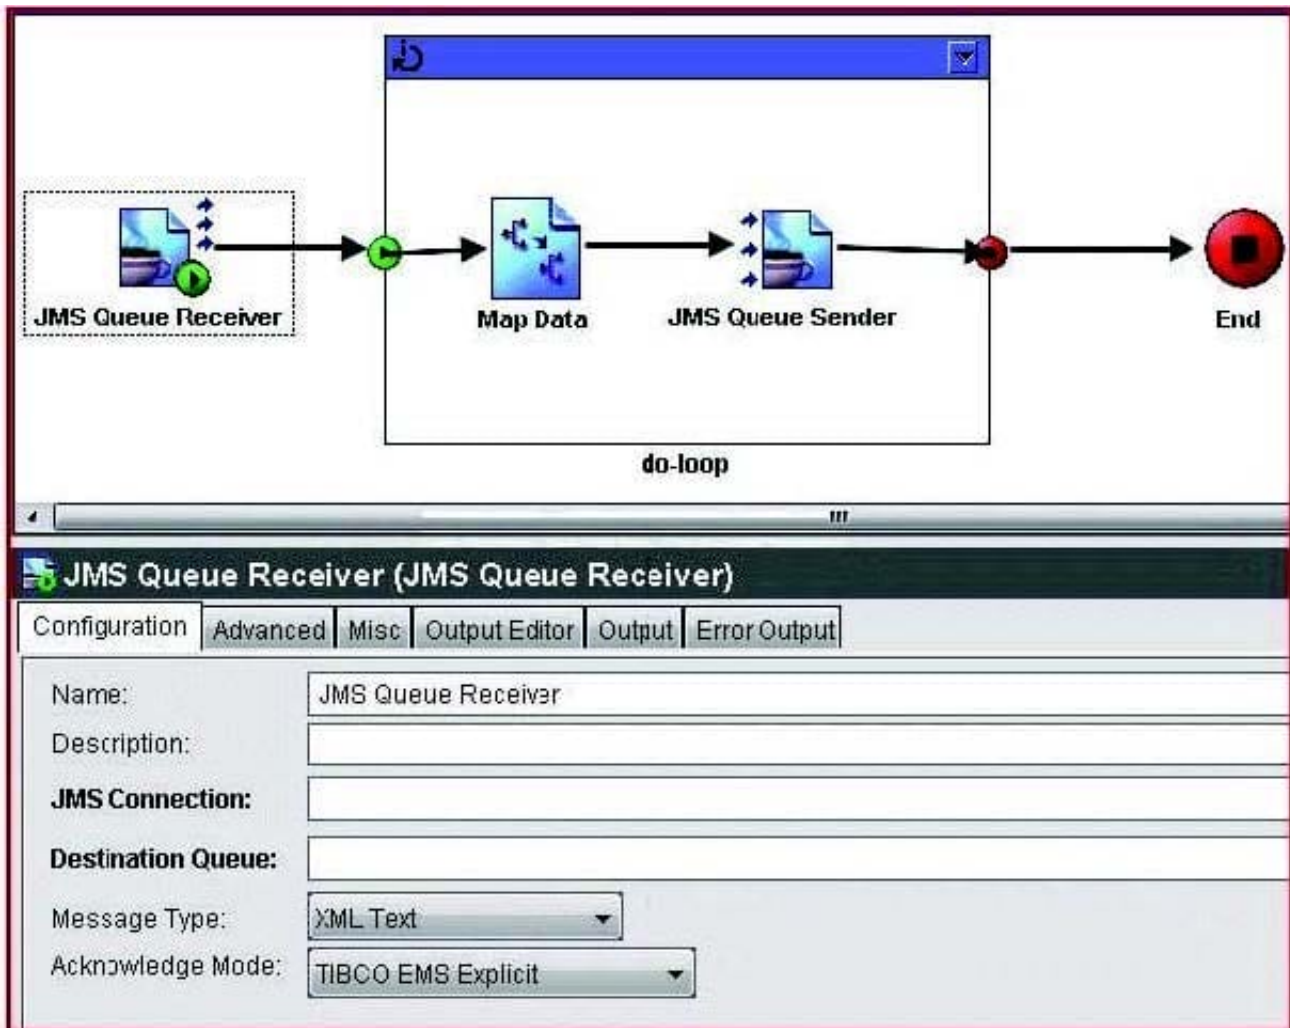 JMS Queue Receiver
Map Data
JMS Queue Sender
End
do-loop
JMS Queue Receiver (JMS Queue Receiver)
Configuration Advanced Misc Output Editor Output Error Output
Name: JMS Queue Receiver
Description:
JMS Connection:
Destination Queue:
Message Type: XML Text
Acknowledge Mode: TIBCO EMS Explicit